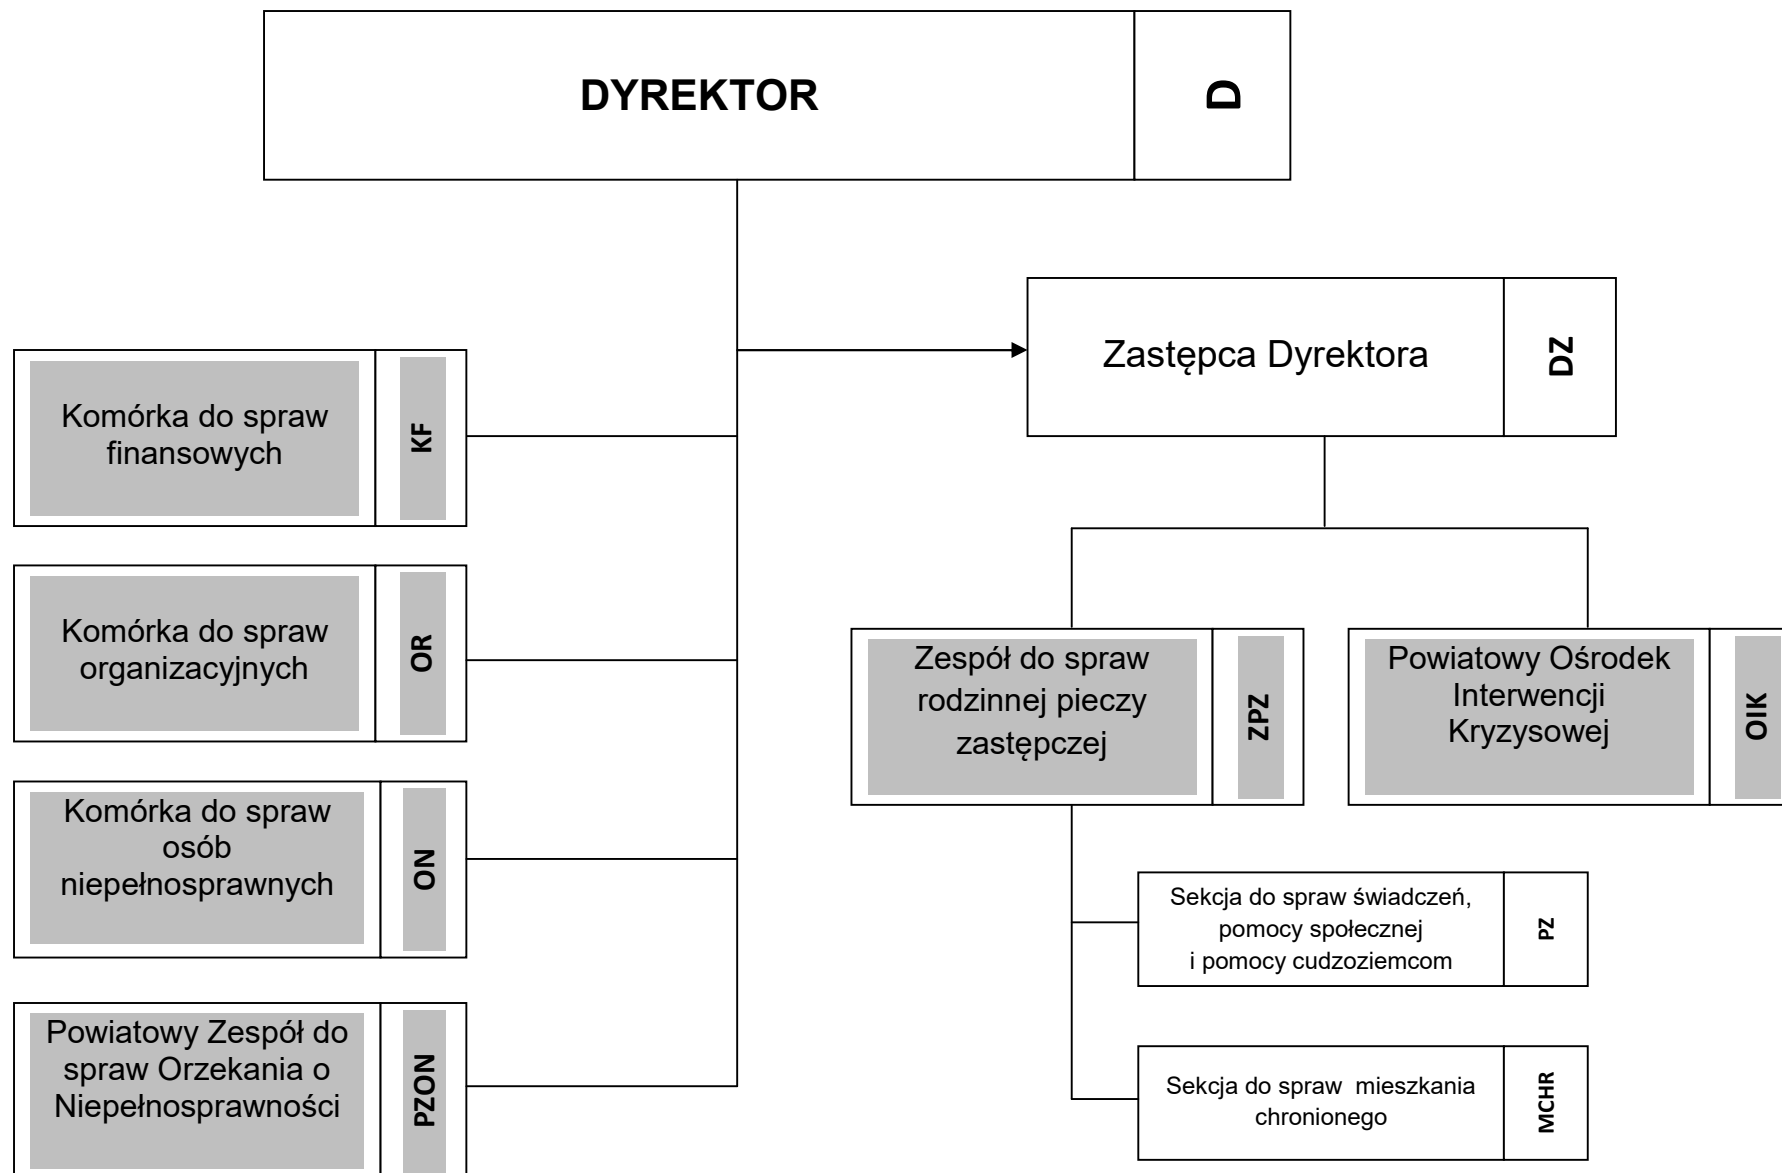 DYREKTOR
D
Zastępca Dyrektora
DZ
Komórka do spraw
finansowych
KF
Komórka do spraw
organizacyjnych
OR
Komórka do spraw
osób
niepełnosprawnych
ON
Powiatowy Zespół do
spraw Orzekania o
Niepełnosprawności
PZON
Zespół do spraw
rodzinnej pieczy
zastępczej
ZPZ
Powiatowy Ośrodek
Interwencji
Kryzysowej
OIK
Sekcja do spraw świadczeń,
pomocy społecznej
i pomocy cudzoziemcom
PZ
Sekcja do spraw mieszkania
chronionego
MCHR